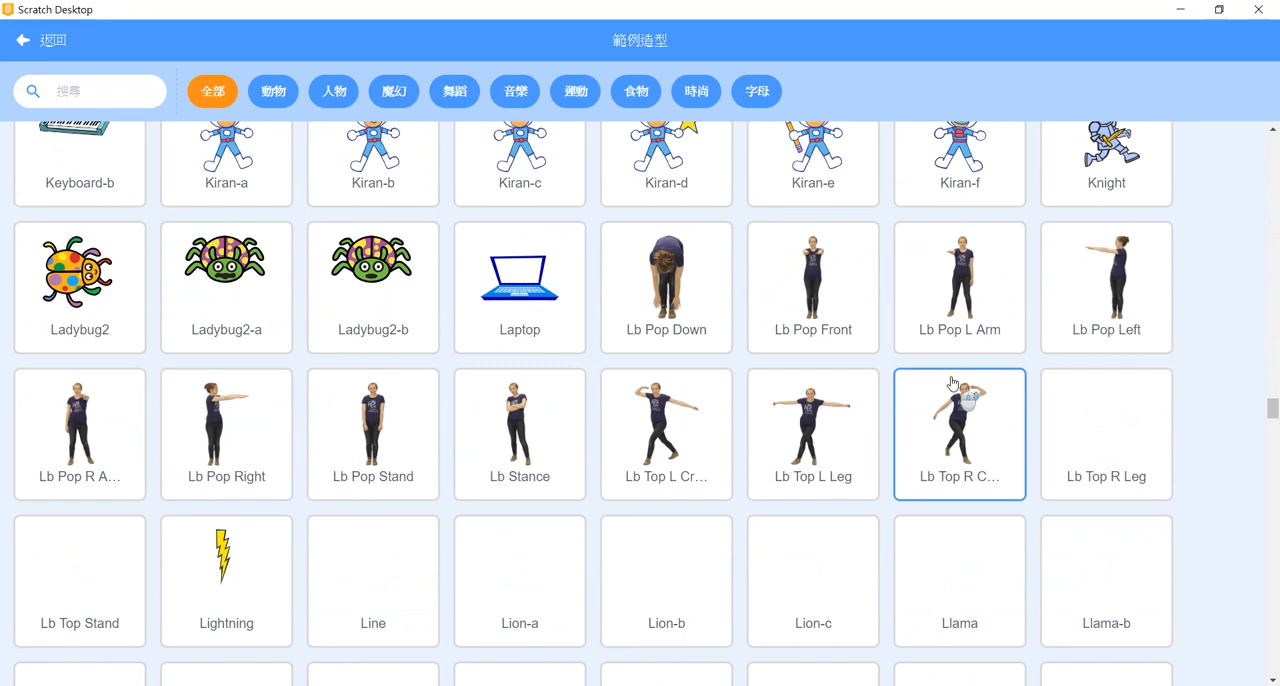 Scratch Desktop
返回
範例造型
搜尋
全部
動物
人物
魔幻
舞蹈
音樂
運動
食物
時尚
字母
Keyboard-b
Kiran-a
Kiran-b
Kiran-c
Kiran-d
Kiran-e
Kiran-f
Knight
Ladybug2
Ladybug2-a
Ladybug2-b
Laptop
Lb Pop Down
Lb Pop Front
Lb Pop L Arm
Lb Pop Left
Lb Pop R A...
Lb Pop Right
Lb Pop Stand
Lb Stance
Lb Top L Cr...
Lb Top L Leg
Lb Top R C...
Lb Top R Leg
Lb Top Stand
Lightning
Line
Lion-a
Lion-b
Lion-c
Llama
Llama-b